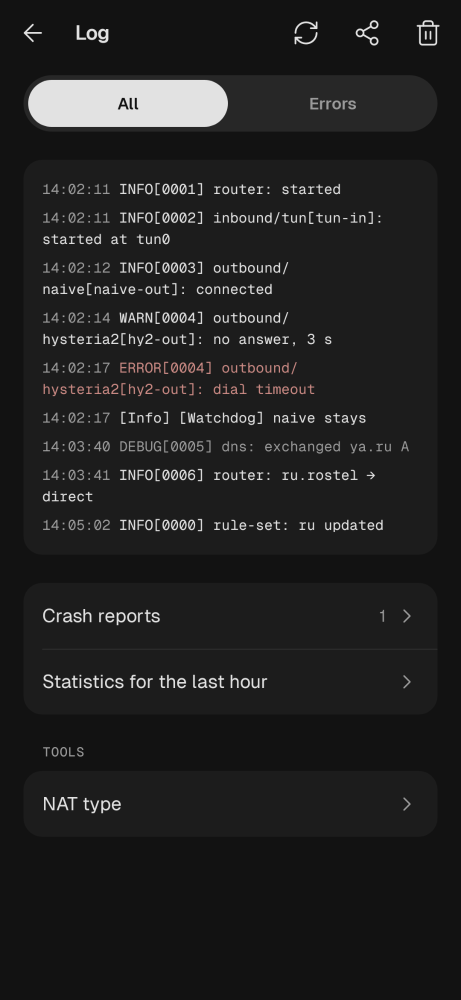 Log
All
Errors
14:02:11 INFO[0001] router: started
14:02:11 INFO[0002] inbound/tun[tun-in]:
started at tun0
14:02:12 INFO[0003] outbound/
naive[naive-out]: connected
14:02:14 WARN[0004] outbound/
hysteria2[hy2-out]: no answer, 3 s
14:02:17 ERROR[0004] outbound/
hysteria2[hy2-out]: dial timeout
14:02:17 [Info] [Watchdog] naive stays
14:03:40 DEBUG[0005] dns: exchanged ya.ru A
14:03:41 INFO[0006] router: ru.rostel →
direct
14:05:02 INFO[0000] rule-set: ru updated
Crash reports 1
Statistics for the last hour
TOOLS
NAT type